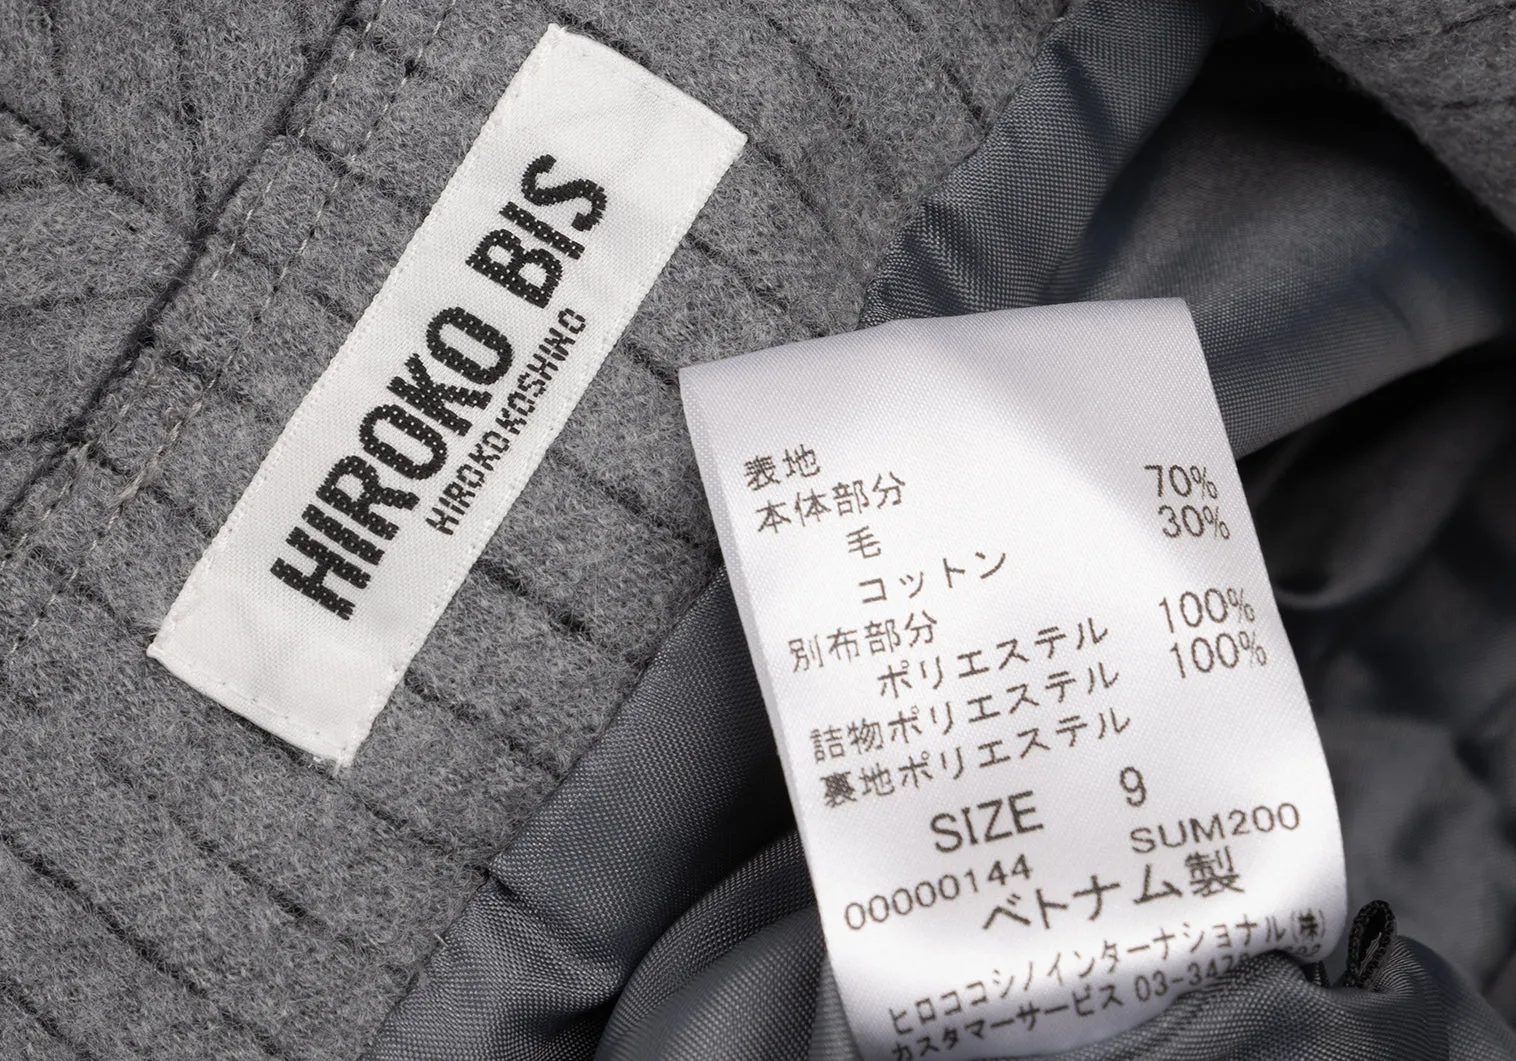 HIROKO BIS
HIROKO KOSHINO
表地
本体部分
毛 70%
コットン 30%
別布部分
ポリエステル 100%
詰物ポリエステル 100%
裏地ポリエステル
SIZE 9
00000144 SUM200
ベトナム製
ヒロココシノインターナショナル(株)
カスタマーサービス 03-342